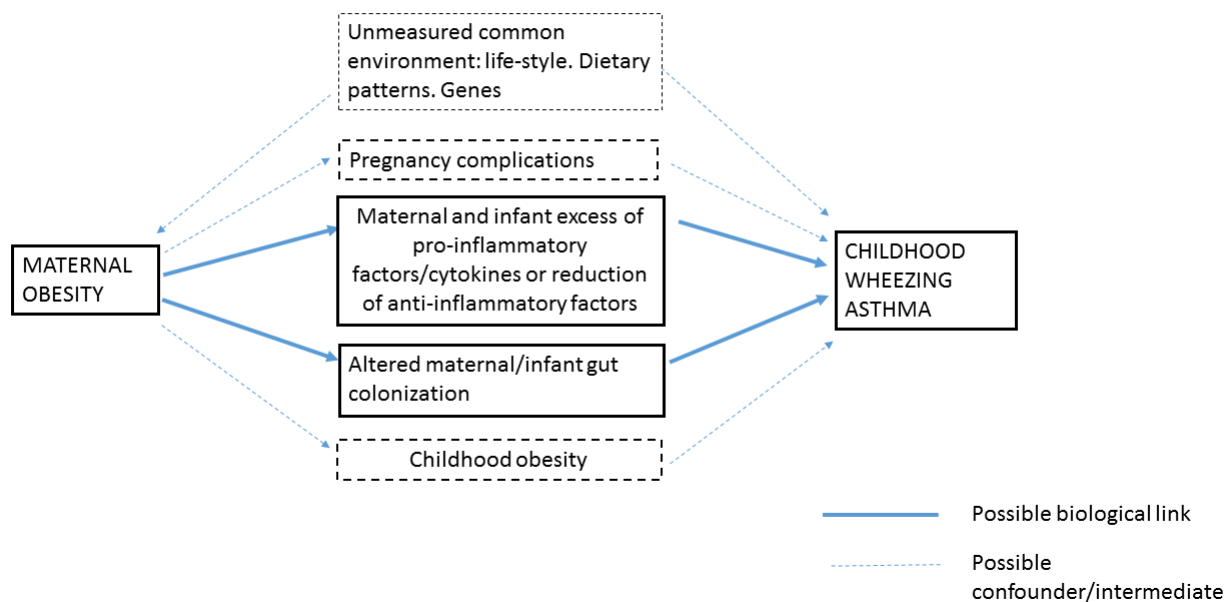 Unmeasured common
environment: life-style. Dietary
patterns. Genes
Pregnancy complications
Maternal and infant excess of
pro-inflammatory
factors/cytokines or reduction
of anti-inflammatory factors
MATERNAL
OBESITY
CHILDHOOD
WHEEZING
ASTHMA
Altered maternal/infant gut
colonization
Childhood obesity
Possible biological link
Possible
confounder/intermediate